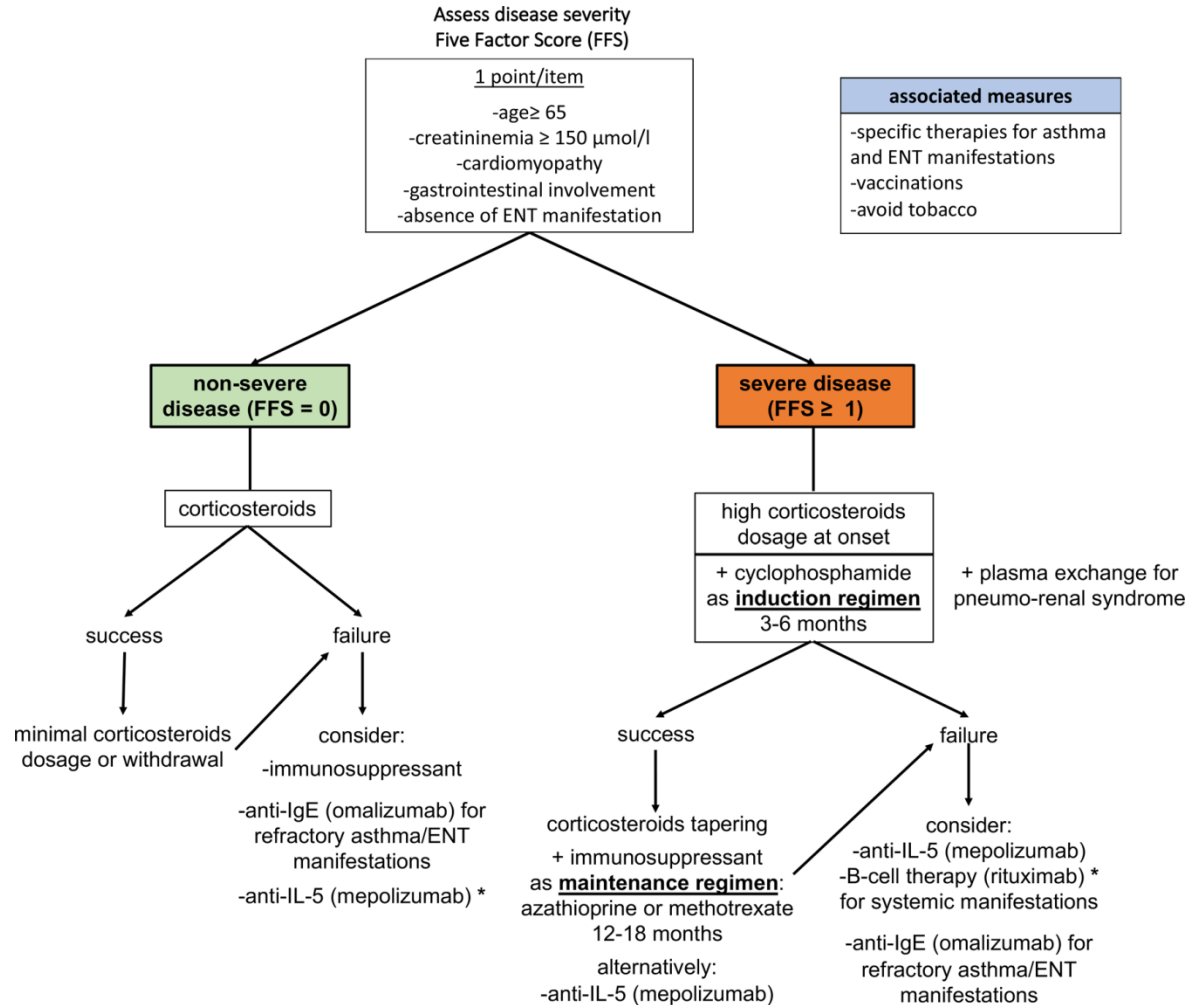 Assess disease severity
Five Factor Score (FFS)
1 point/item
-age≥ 65
-creatininemia ≥ 150 µmol/l
-cardiomyopathy
-gastrointestinal involvement
-absence of ENT manifestation
associated measures
-specific therapies for asthma
and ENT manifestations
-vaccinations
-avoid tobacco
non-severe
disease (FFS = 0)
corticosteroids
success
minimal corticosteroids
dosage or withdrawal
failure
consider:
-immunosuppressant
-anti-IgE (omalizumab) for
refractory asthma/ENT
manifestations
-anti-IL-5 (mepolizumab) *
severe disease
(FFS ≥ 1)
high corticosteroids
dosage at onset
+ cyclophosphamide
as induction regimen
3-6 months
+ plasma exchange for
pneumo-renal syndrome
success
corticosteroids tapering
+ immunosuppressant
as maintenance regimen:
azathioprine or methotrexate
12-18 months
alternatively:
-anti-IL-5 (mepolizumab)
failure
consider:
-anti-IL-5 (mepolizumab)
-B-cell therapy (rituximab) *
for systemic manifestations
-anti-IgE (omalizumab) for
refractory asthma/ENT
manifestations